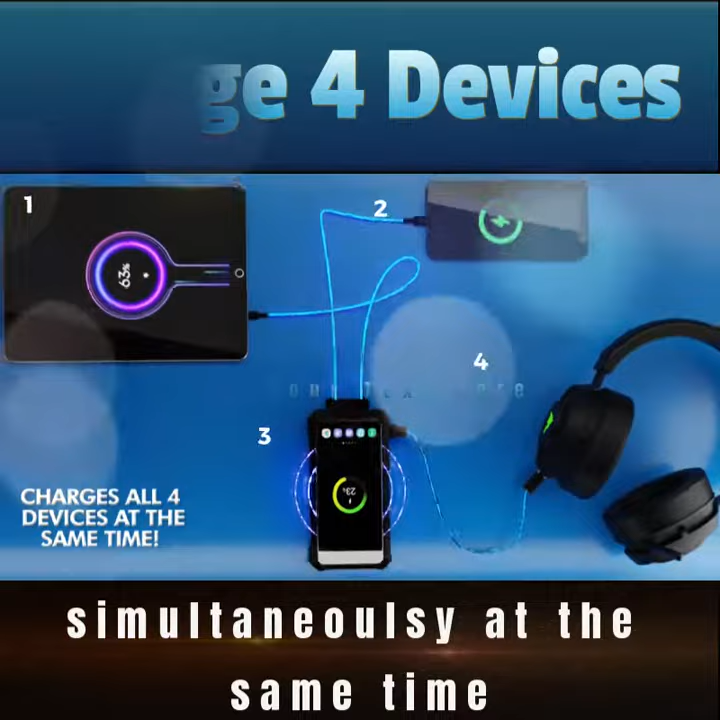 ge 4 Devices
1
2
63%
4
3
23%
CHARGES ALL 4
DEVICES AT THE
SAME TIME!
simultaneoulsy at the
same time